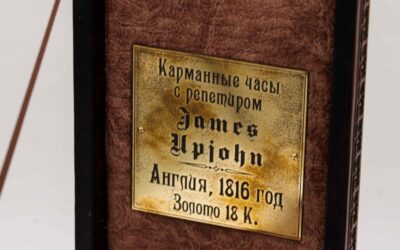 Карманные часы
с репетиром
James
Upjohn
Англия, 1816 год
Золото 18 К.